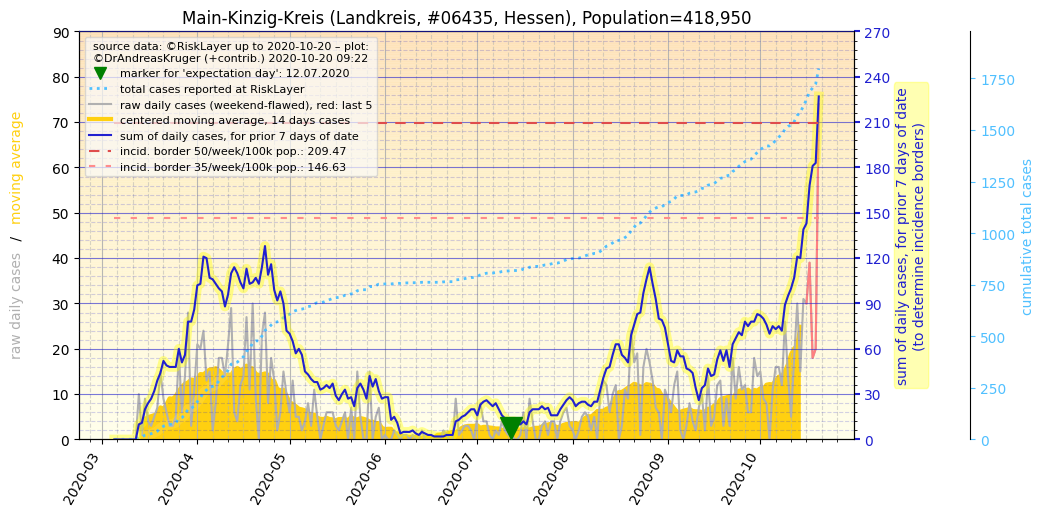 Main-Kinzig-Kreis (Landkreis, #06435, Hessen), Population=418,950
source data: ©RiskLayer up to 2020-10-20 – plot:
©DrAndreasKruger (+contrib.) 2020-10-20 09:22
marker for 'expectation day': 12.07.2020
total cases reported at RiskLayer
raw daily cases (weekend-flawed), red: last 5
centered moving average, 14 days cases
sum of daily cases, for prior 7 days of date
incid. border 50/week/100k pop.: 209.47
incid. border 35/week/100k pop.: 146.63
raw daily cases / moving average
90
80
70
60
50
40
30
20
10
0
2020-03
2020-04
2020-05
2020-06
2020-07
2020-08
2020-09
2020-10
270
240
210
180
150
120
90
60
30
0
sum of daily cases, for prior 7 days of date
(to determine incidence borders)
1750
1500
1250
1000
750
500
250
0
cumulative total cases